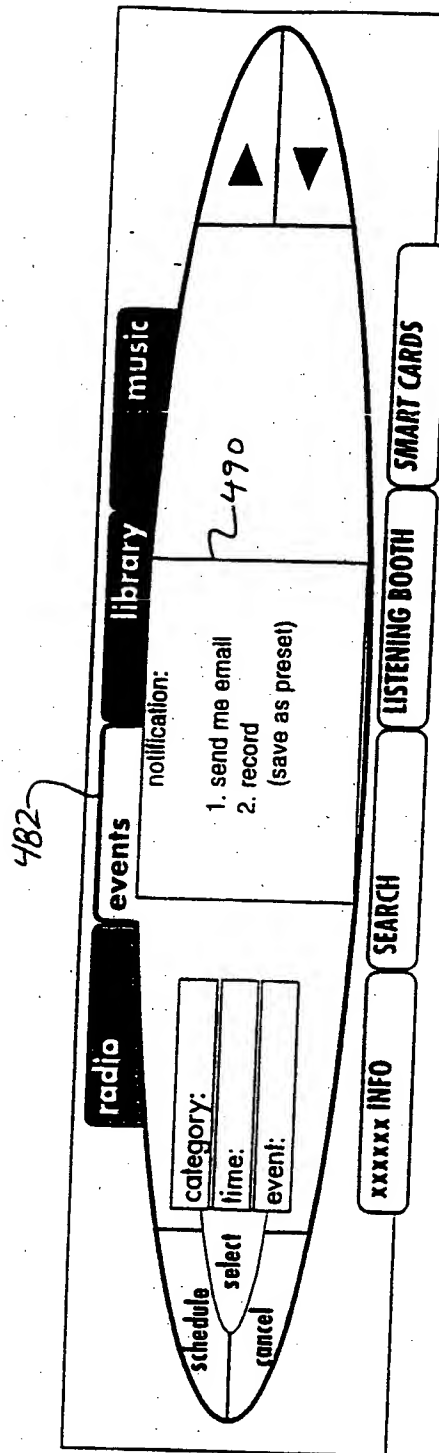 482
radio
events
library
music
schedule
select
cancel
category:
time:
event:
notification:
1. send me email
2. record
(save as preset)
490
xxxxxx INFO
SEARCH
LISTENING BOOTH
SMART CARDS